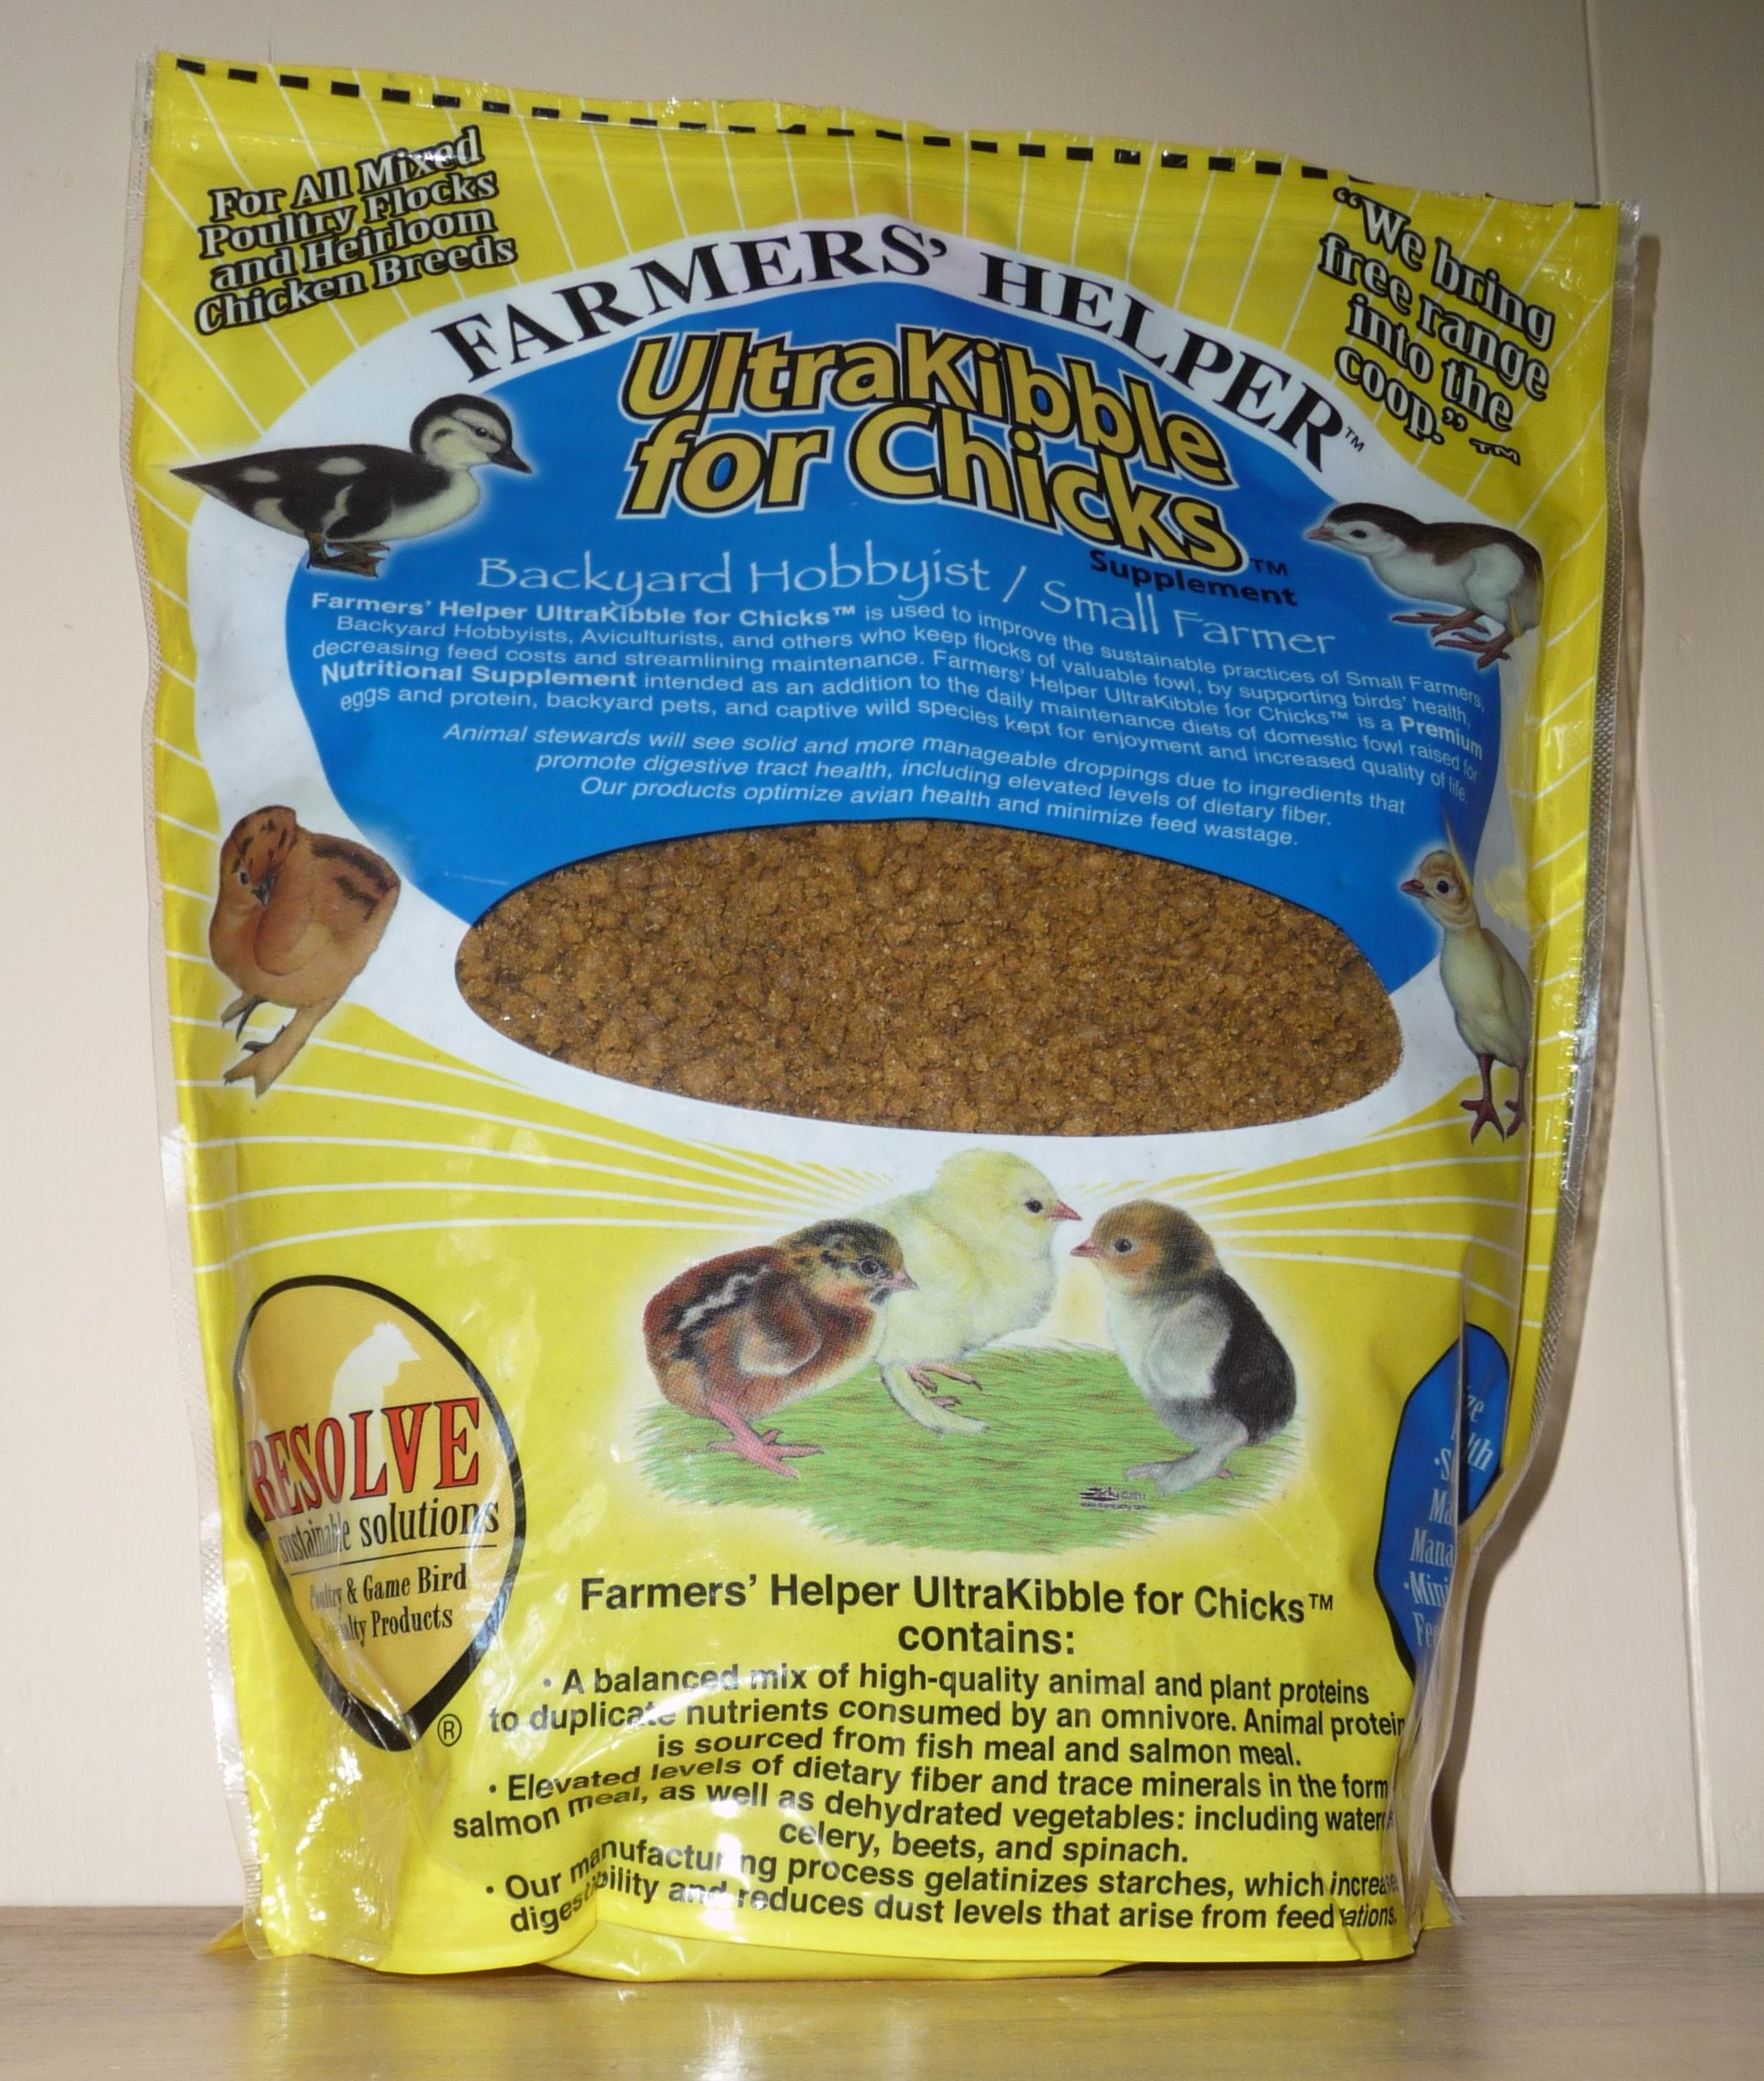 For All Mixed
Poultry Flocks
and Heirloom
Chicken Breeds
"We bring
free range
into the
coop." ™
FARMERS' HELPER™
UltraKibble
for Chicks™
Supplement
Backyard Hobbyist / Small Farmer
Farmers' Helper UltraKibble for Chicks™ is used to improve the sustainable practices of Small Farmers,
Backyard Hobbyists, Aviculturists, and others who keep flocks of valuable fowl, by supporting birds' health,
decreasing feed costs and streamlining maintenance. Farmers' Helper UltraKibble for Chicks™ is a Premium
Nutritional Supplement intended as an addition to the daily maintenance diets of domestic fowl raised for
eggs and protein, backyard pets, and captive wild species kept for enjoyment and increased quality of life.
Animal stewards will see solid and more manageable droppings due to ingredients that
promote digestive tract health, including elevated levels of dietary fiber.
Our products optimize avian health and minimize feed wastage.
RESOLVE
sustainable solutions
Poultry & Game Bird
Products
®
Farmers' Helper UltraKibble for Chicks™
contains:
• A balanced mix of high-quality animal and plant proteins
to duplicate nutrients consumed by an omnivore. Animal protein
is sourced from fish meal and salmon meal.
• Elevated levels of dietary fiber and trace minerals in the form
salmon meal, as well as dehydrated vegetables: including
celery, beets, and spinach.
• Our manufacturing process gelatinizes starches, which
digestibility and reduces dust levels that arise from feed rations.